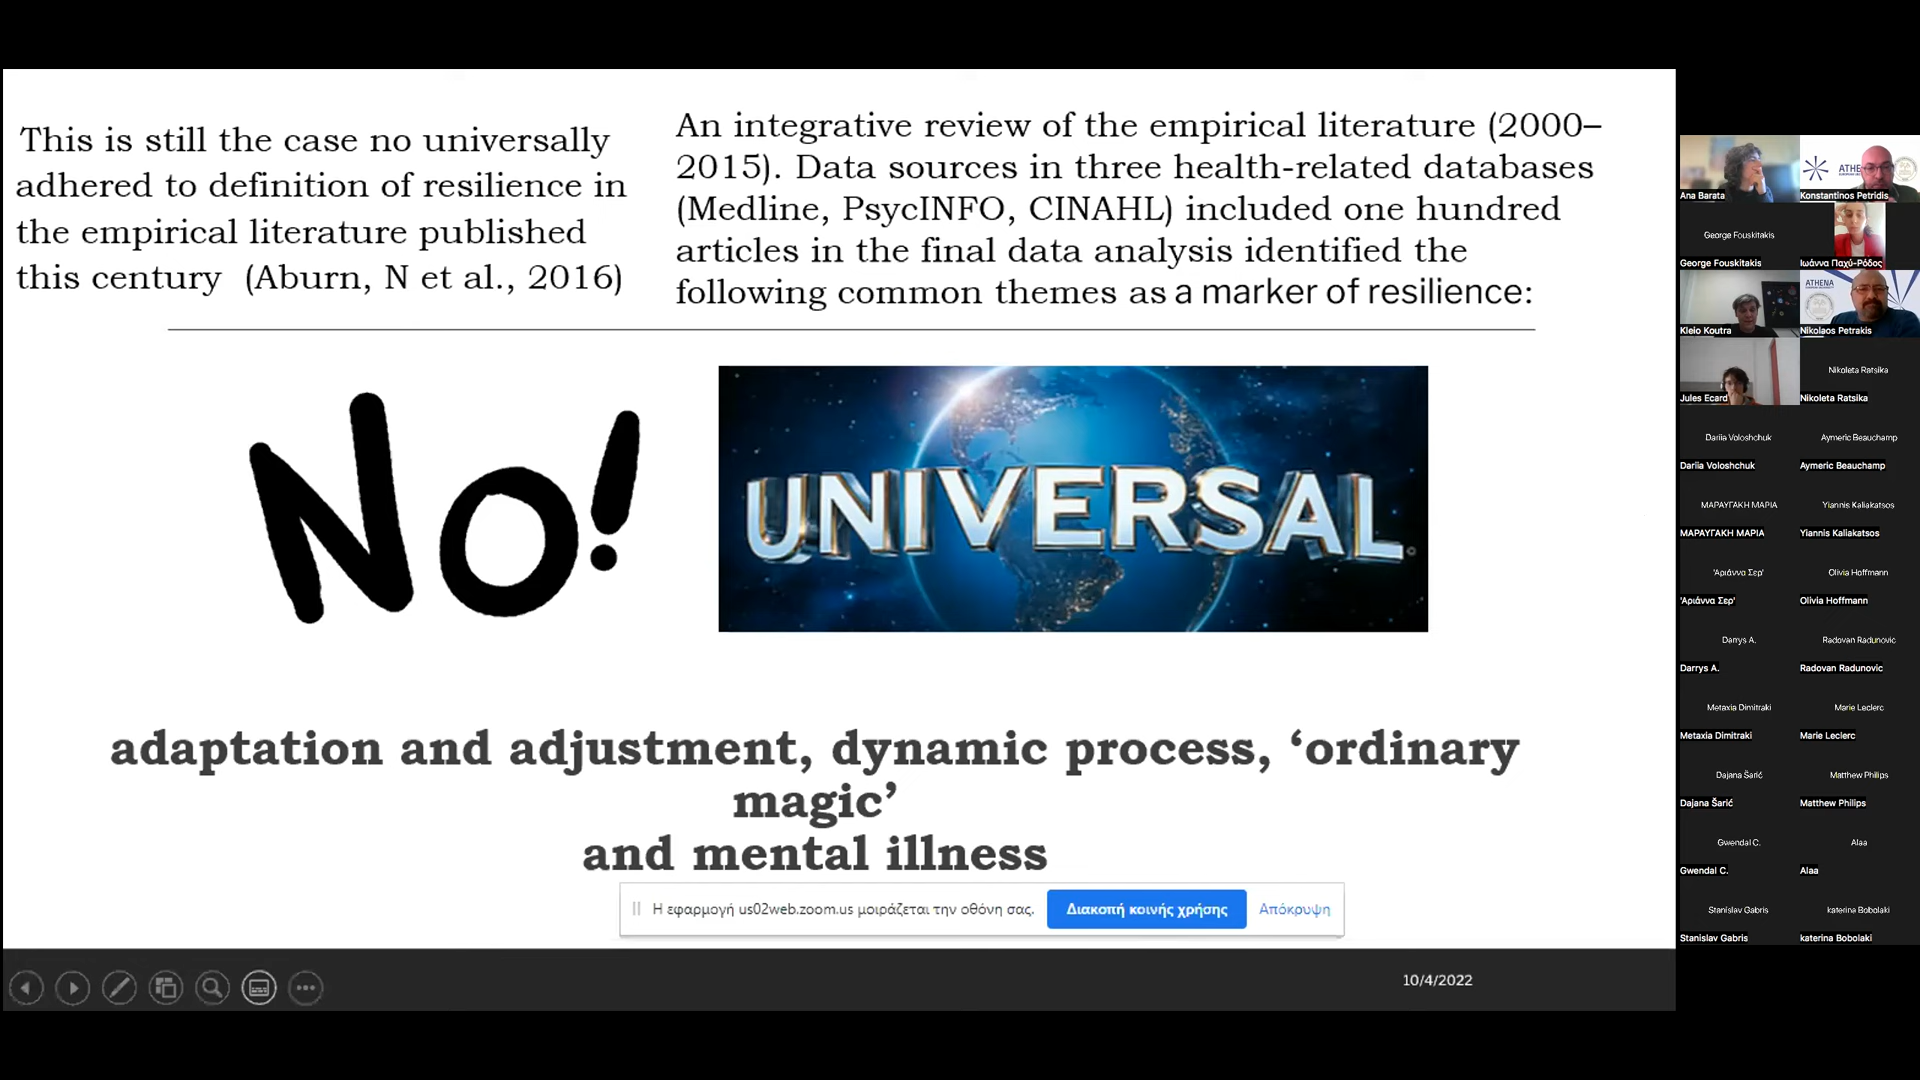 This is still the case no universally
adhered to definition of resilience in
the empirical literature published
this century (Aburn, N et al., 2016)
An integrative review of the empirical literature (2000–
2015). Data sources in three health-related databases
(Medline, PsycINFO, CINAHL) included one hundred
articles in the final data analysis identified the
following common themes as a marker of resilience:
No!
UNIVERSAL
adaptation and adjustment, dynamic process, ‘ordinary
magic’
and mental illness
Η εφαρμογή us02web.zoom.us μοιράζεται την οθόνη σας.
Διακοπή κοινής χρήσης
Απόκρυψη
10/4/2022
Ana Barata
ATHE
Konstantinos Petridis
George Fouskitakis
George Fouskitakis
Ιωάννα Παχύ-Ρόδος
Kleio Koutra
ATHENA
Nikolaos Petrakis
Jules Ecard
Nikoleta Ratsika
Nikoleta Ratsika
Dariia Voloshchuk
Dariia Voloshchuk
Aymeric Beauchamp
Aymeric Beauchamp
ΜΑΡΑΥΓΑΚΗ ΜΑΡΙΑ
ΜΑΡΑΥΓΑΚΗ ΜΑΡΙΑ
Yiannis Kaliakatsos
Yiannis Kaliakatsos
'Αριάννα Σερ'
'Αριάννα Σερ'
Olivia Hoffmann
Olivia Hoffmann
Darrys A.
Darrys A.
Radovan Radunovic
Radovan Radunovic
Metaxia Dimitraki
Metaxia Dimitraki
Marie Leclerc
Marie Leclerc
Dajana Šarić
Dajana Šarić
Matthew Philips
Matthew Philips
Gwendal C.
Gwendal C.
Alaa
Alaa
Stanislav Gabris
Stanislav Gabris
katerina Bobolaki
katerina Bobolaki